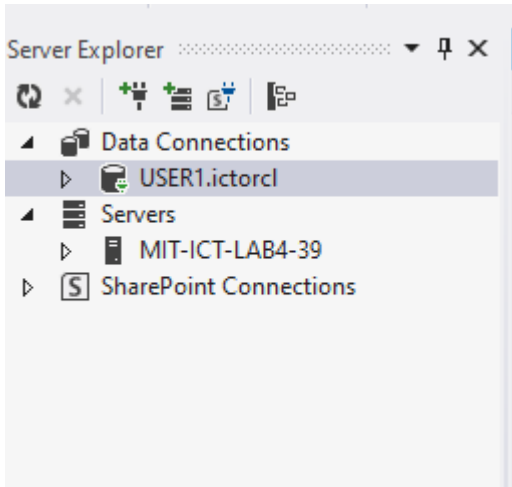 Server Explorer
Data Connections
USER1.ictorcl
Servers
MIT-ICT-LAB4-39
SharePoint Connections